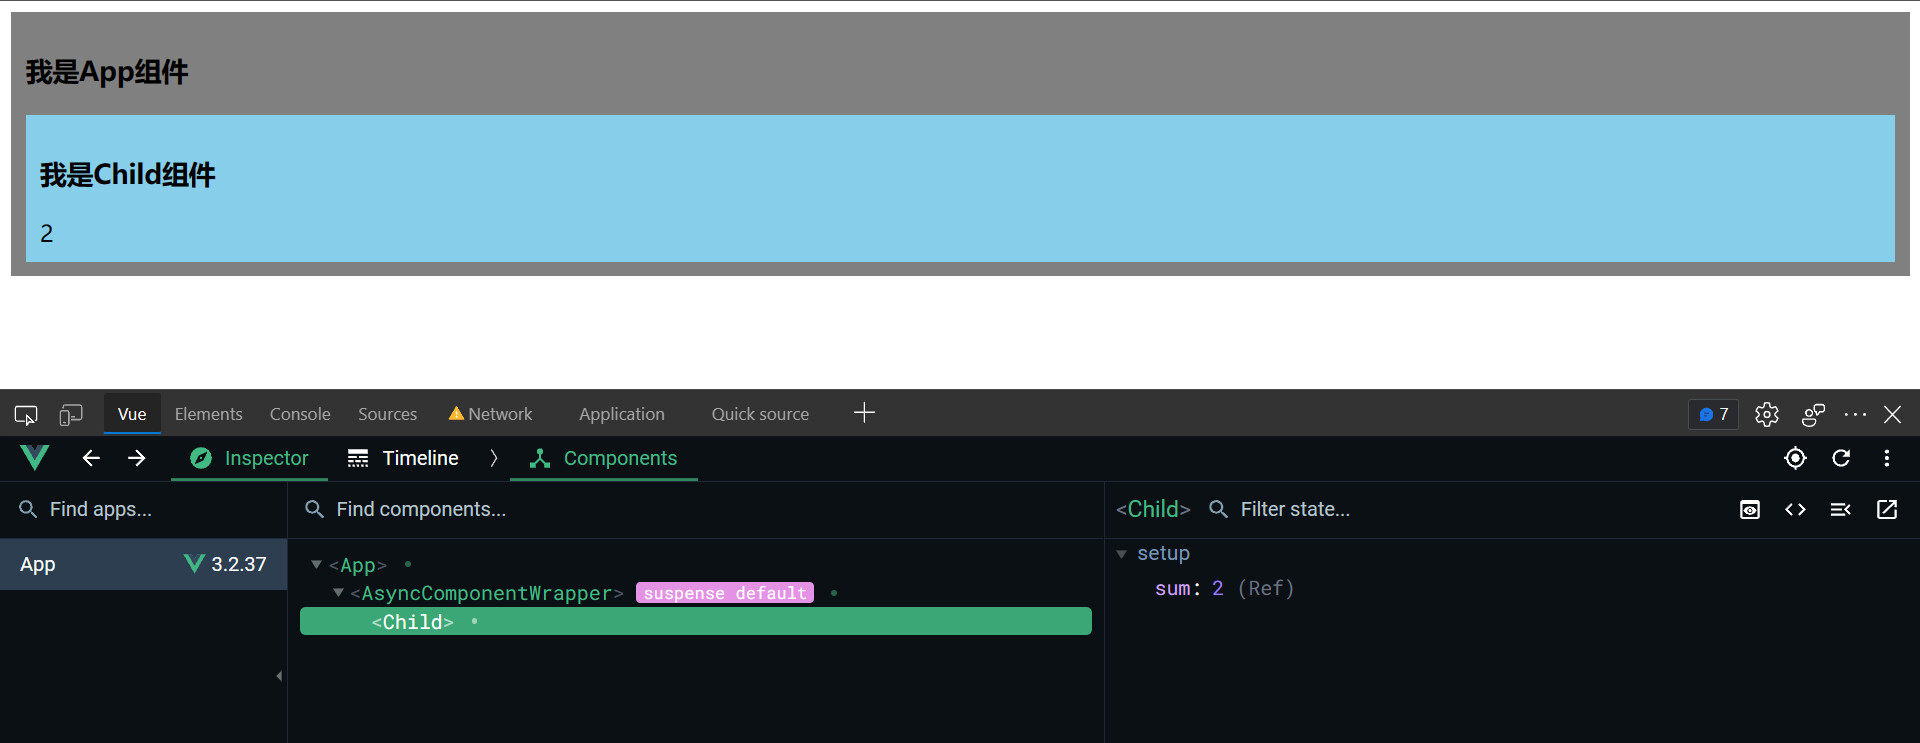 我是App组件
我是Child组件
2
Vue Elements Console Sources Network Application Quick source 7
Inspector Timeline Components
Find apps... Find components... <Child> Filter state...
App 3.2.37 <App> setup
<AsyncComponentWrapper> suspense default sum: 2 (Ref)
<Child>